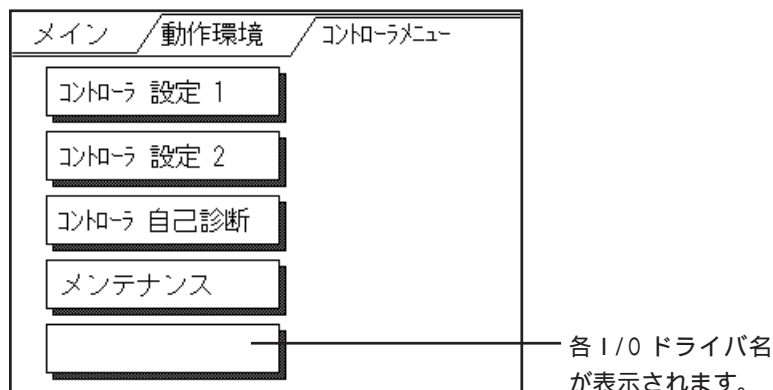 メイン 動作環境 コントローラメニュー
コントローラ 設定 1
コントローラ 設定 2
コントローラ 自己診断
メンテナンス
各I/Oドライバ名
が表示されます。